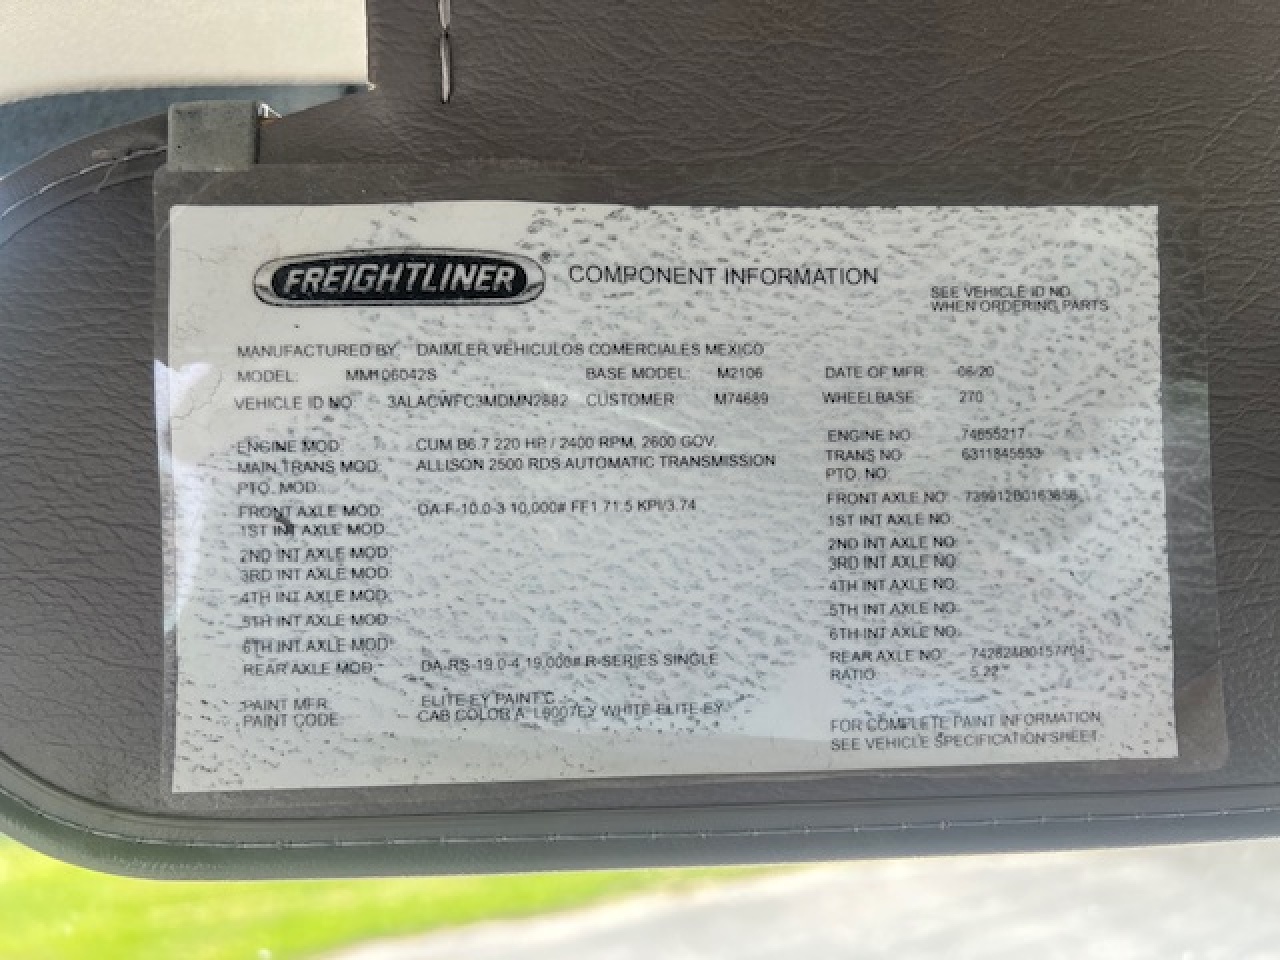 FREIGHTLINER COMPONENT INFORMATION
SEE VEHICLE ID NO.
WHEN ORDERING PARTS
MANUFACTURED BY: DAIMLER VEHICULOS COMERCIALES MEXICO
MODEL: MM106042S BASE MODEL: M2106 DATE OF MFR: 06/20
VEHICLE ID NO. 3ALACWFC3MDMN2882 CUSTOMER M74689 WHEELBASE: 270
ENGINE MOD: CUM B6.7 220 HP / 2400 RPM, 2600 GOV, ENGINE NO: 74655217
MAIN TRANS MOD: ALLISON 2500 RDS AUTOMATIC TRANSMISSION TRANS NO: 6311845653
PTO. MOD: PTO. NO:
FRONT AXLE MOD: DA-F-10.0-3 10,000# FF1 71.5 KPI/3.74 FRONT AXLE NO:
1ST INT AXLE MOD: 1ST INT AXLE NO:
2ND INT AXLE MOD: 2ND INT AXLE NO:
3RD INT AXLE MOD: 3RD INT AXLE NO:
4TH INT AXLE MOD: 4TH INT AXLE NO:
5TH INT AXLE MOD: 5TH INT AXLE NO:
6TH INT AXLE MOD: 6TH INT AXLE NO:
REAR AXLE MOD: DA-RS-19.0-4 19,000# R-SERIES SINGLE REAR AXLE NO:
RATIO: 5.22
PAINT MFR: ELITE EY PAINT C
PAINT CODE: CAB COLOR A: WHITE ELITE EY
FOR COMPLETE PAINT INFORMATION
SEE VEHICLE SPECIFICATION SHEET